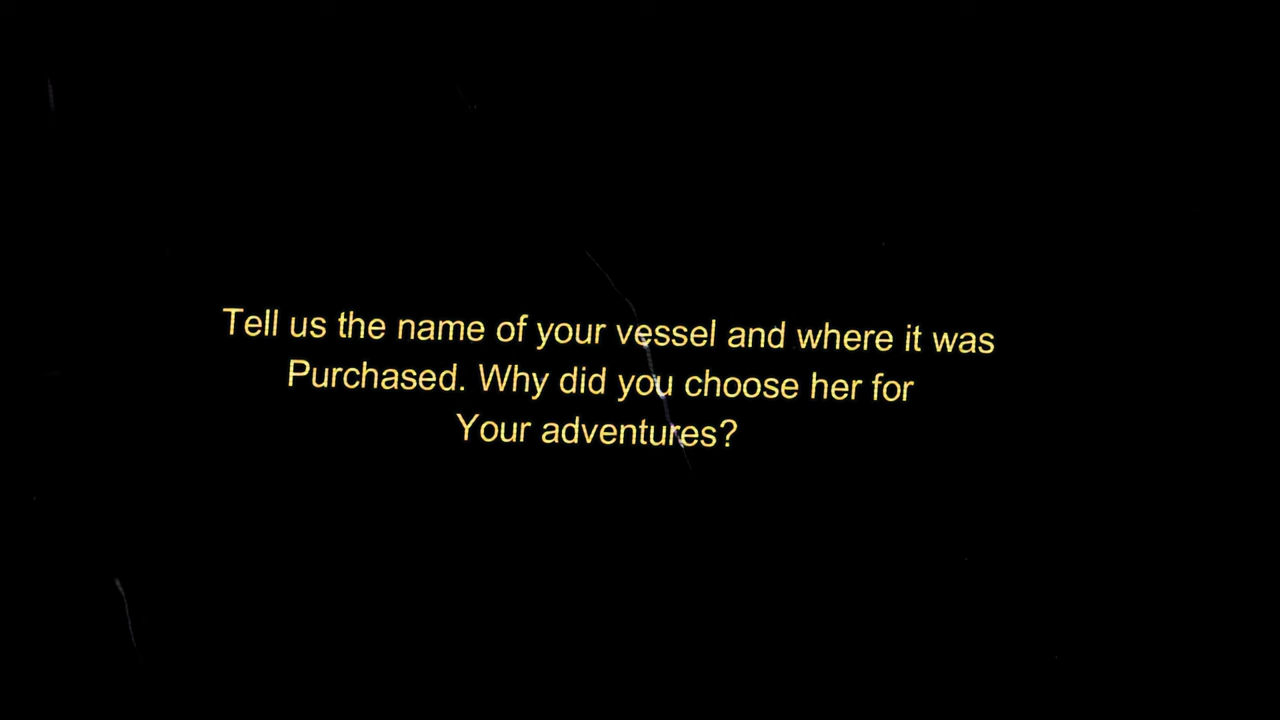 Tell us the name of your vessel and where it was
Purchased. Why did you choose her for
Your adventures?